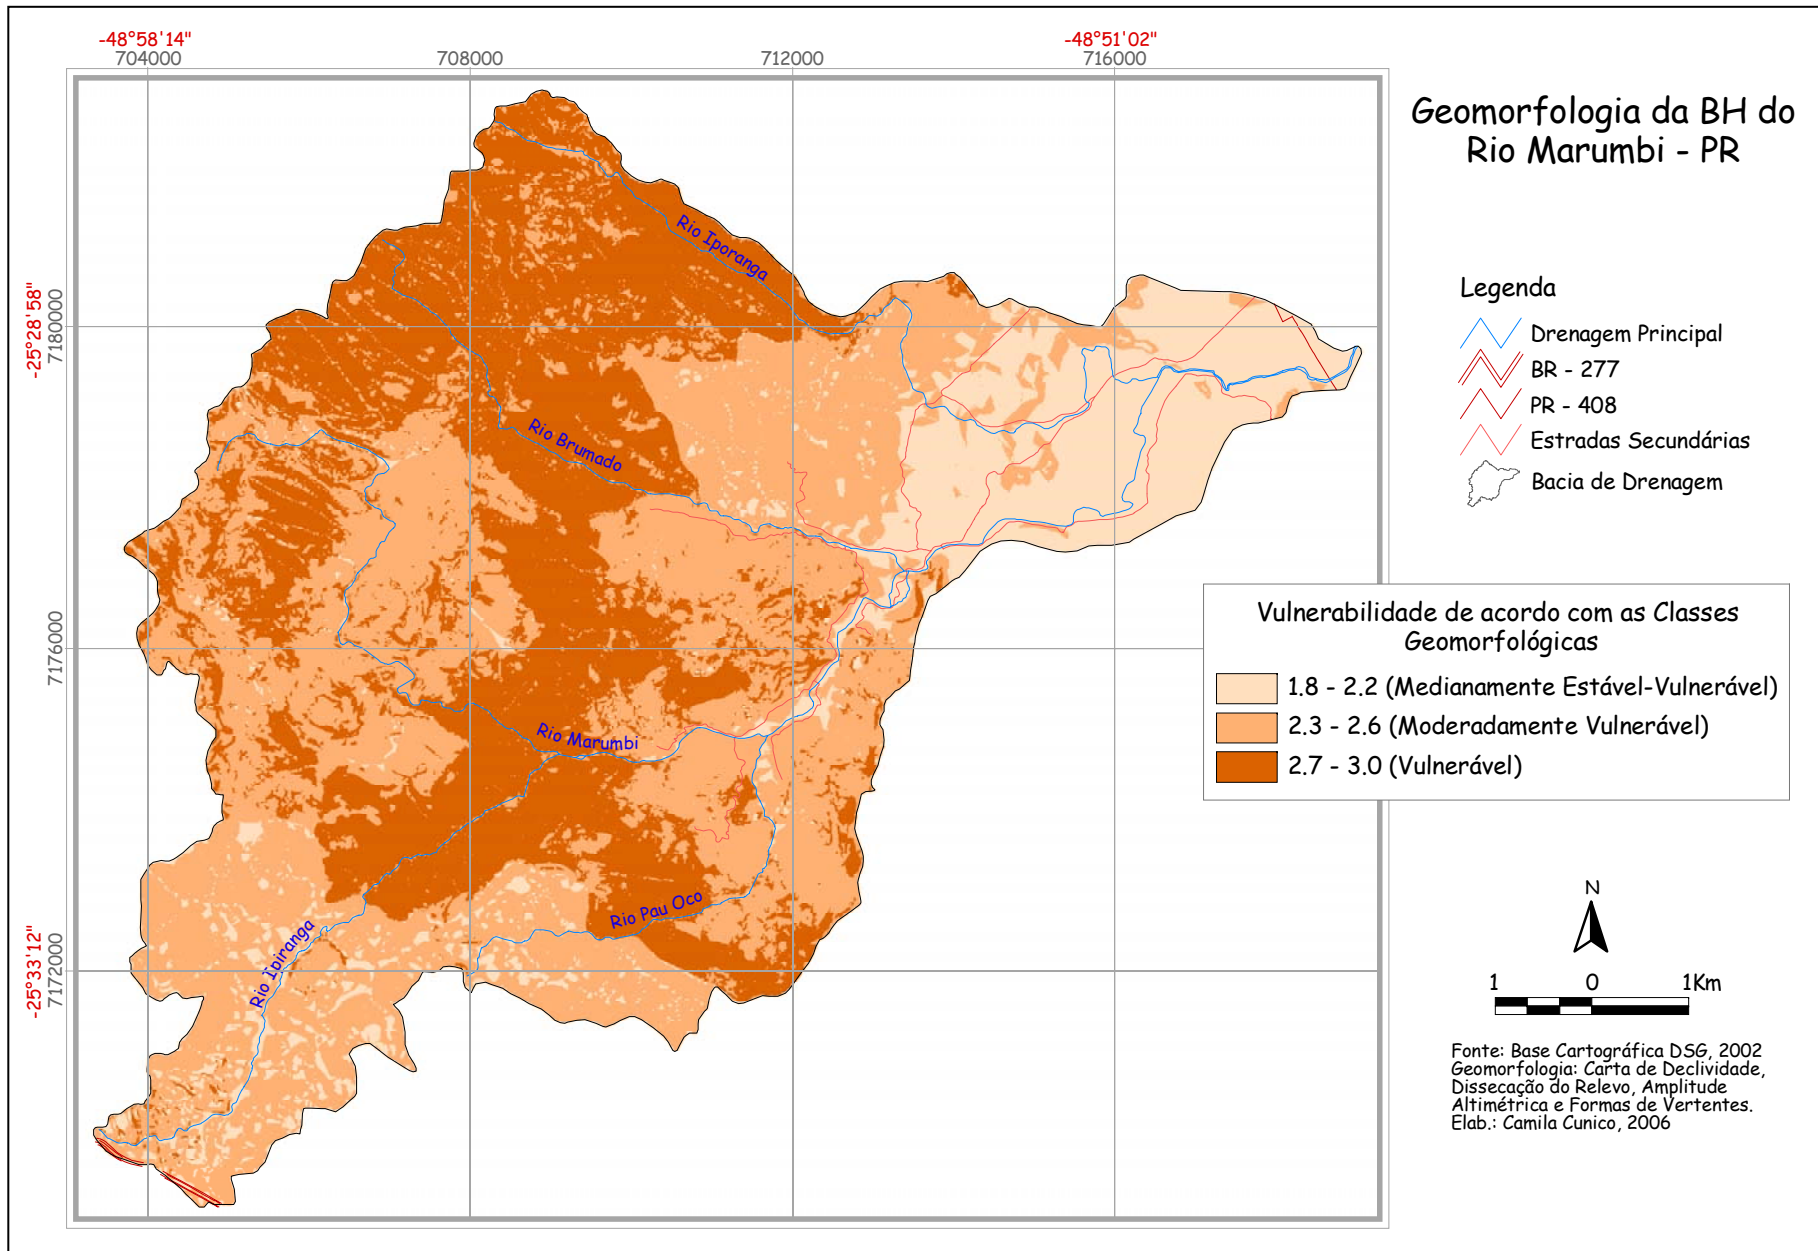 -48°58'14"
-48°51'02"
704000
708000
712000
716000
-25°28'58"
7180000
7176000
-25°33'12"
7172000
Rio Iporanga
Rio Brumado
Rio Marumbi
Rio Pau Oco
Rio Ipiranga
Geomorfologia da BH do
Rio Marumbi - PR
Legenda
Drenagem Principal
BR - 277
PR - 408
Estradas Secundárias
Bacia de Drenagem
Vulnerabilidade de acordo com as Classes
Geomorfológicas
1.8 - 2.2 (Medianamente Estável-Vulnerável)
2.3 - 2.6 (Moderadamente Vulnerável)
2.7 - 3.0 (Vulnerável)
N
1 0 1Km
Fonte: Base Cartográfica DSG, 2002
Geomorfologia: Carta de Declividade,
Dissecação do Relevo, Amplitude
Altimétrica e Formas de Vertentes.
Elab.: Camila Cunico, 2006